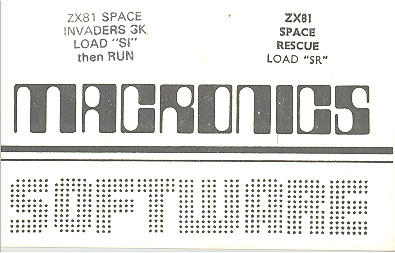 ZX81 SPACE
INVADERS 3K
LOAD "SI"
then RUN
ZX81
SPACE
RESCUE
LOAD "SR"
MACRONICS
SOFTWARE